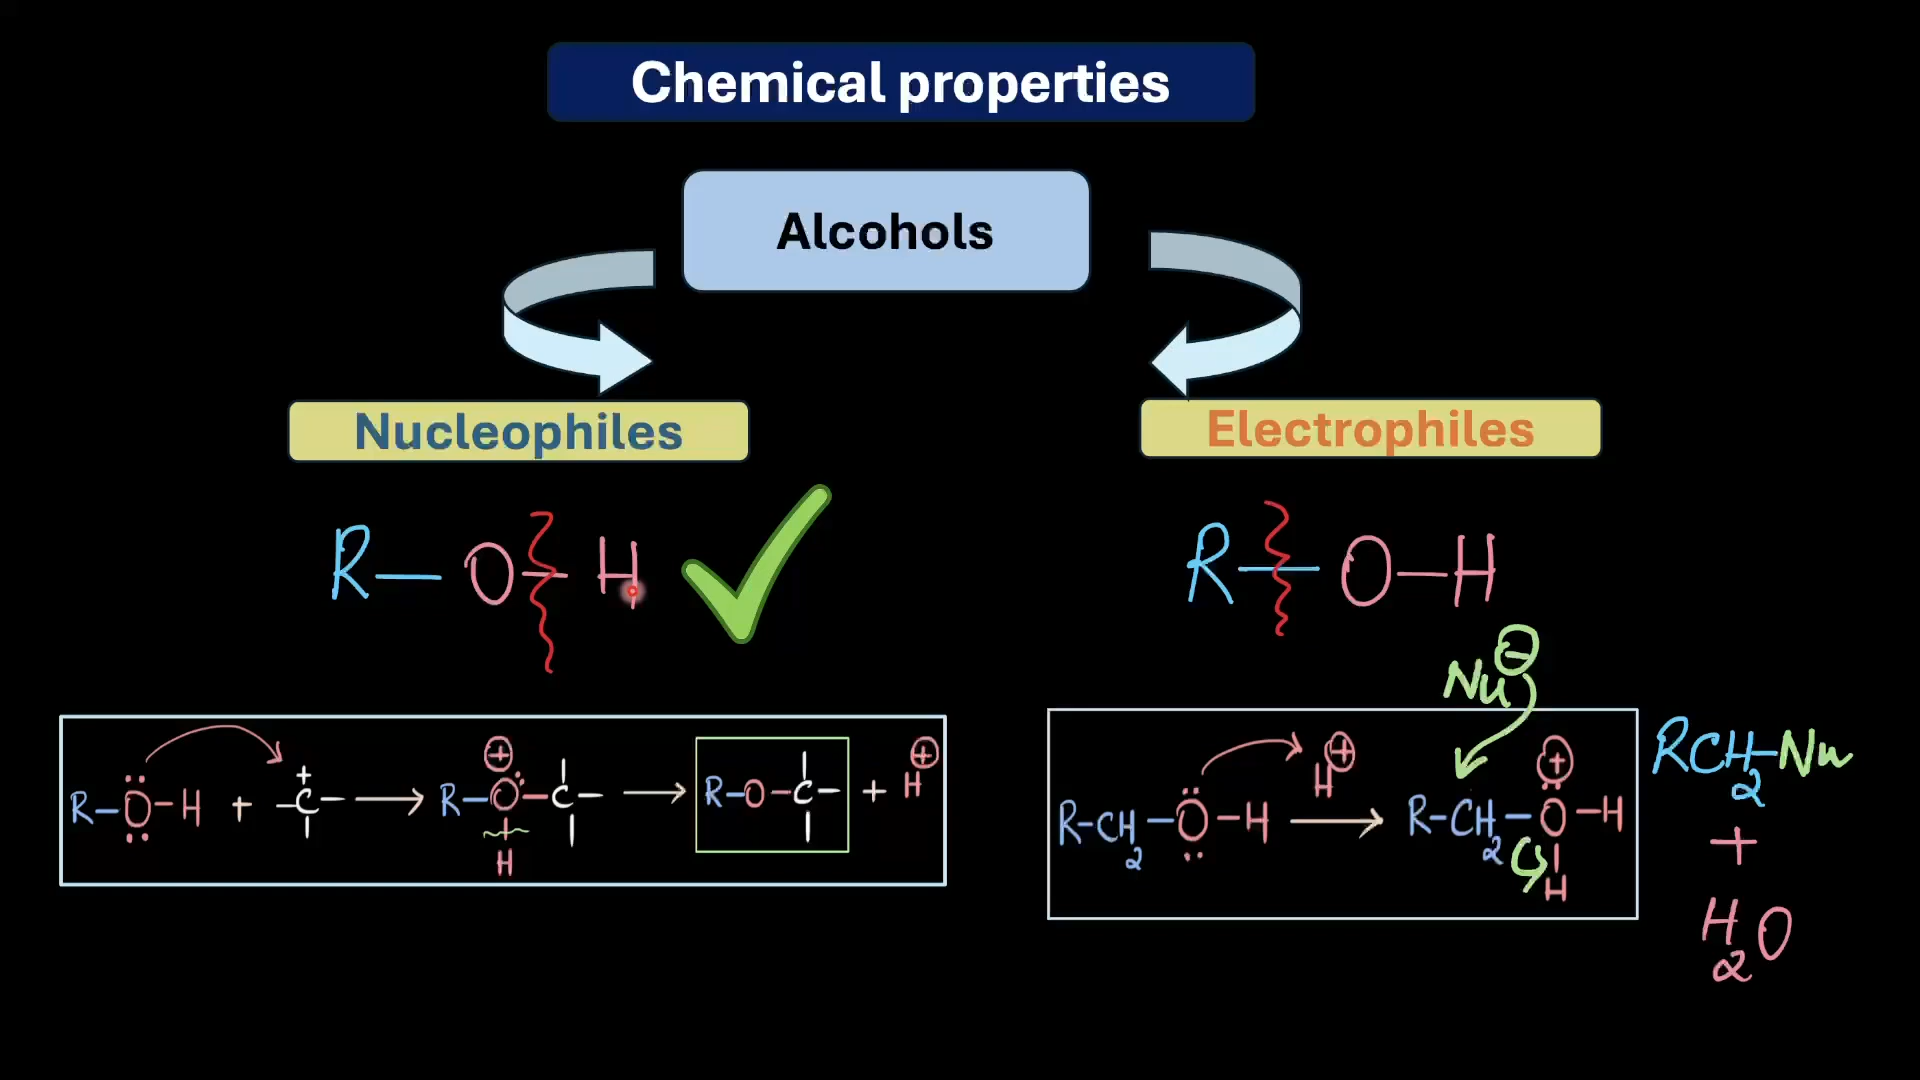 Chemical properties
Alcohols
Nucleophiles
Electrophiles
R—O—H
R—O—H
Nu⊖
R–Ö–H + –C⁺– → R–O⊕–C– → R–O–C– + H⊕
H
R–CH₂–Ö–H H⊕ → R–CH₂–O⊕–H
H
RCH₂–Nu
+
H₂O